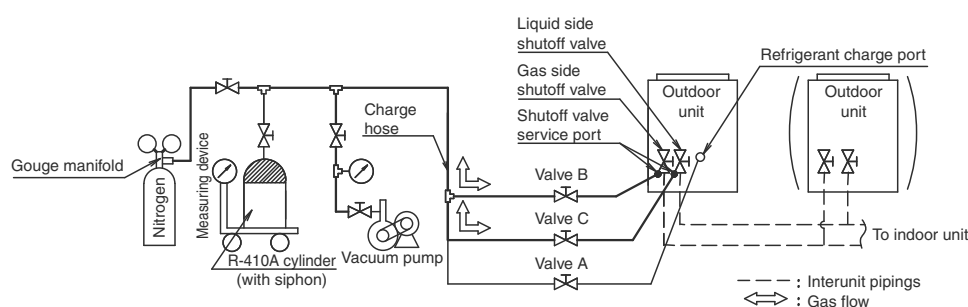 Liquid side
shutoff valve
Refrigerant charge port
Gas side
shutoff valve
Outdoor
unit
Outdoor
unit
Charge
hose
Shutoff valve
service port
Gouge manifold
Measuring device
Nitrogen
Valve B
Valve C
To indoor unit
R-410A cylinder
(with siphon)
Vacuum pump
Valve A
: Interunit pipings
: Gas flow